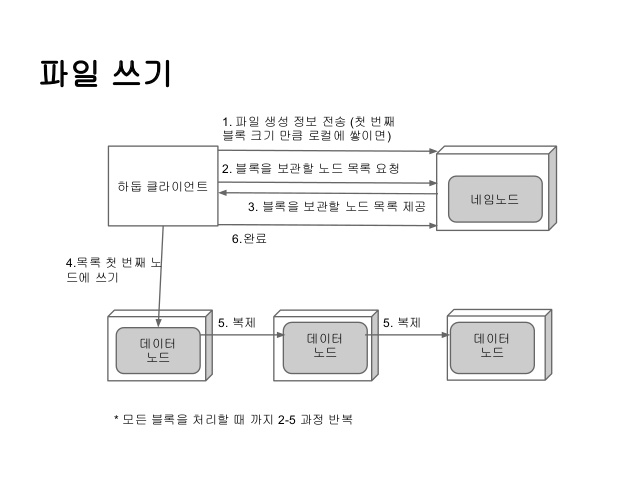 파일 쓰기
1. 파일 생성 정보 전송 (첫 번째
블록 크기 만큼 로컬에 쌓이면)
2. 블록을 보관할 노드 목록 요청
하둡 클라이언트
네임노드
3. 블록을 보관할 노드 목록 제공
6.완료
4.목록 첫 번째 노
드에 쓰기
5. 복제
5. 복제
데이터
노드
데이터
노드
데이터
노드
* 모든 블록을 처리할 때 까지 2-5 과정 반복